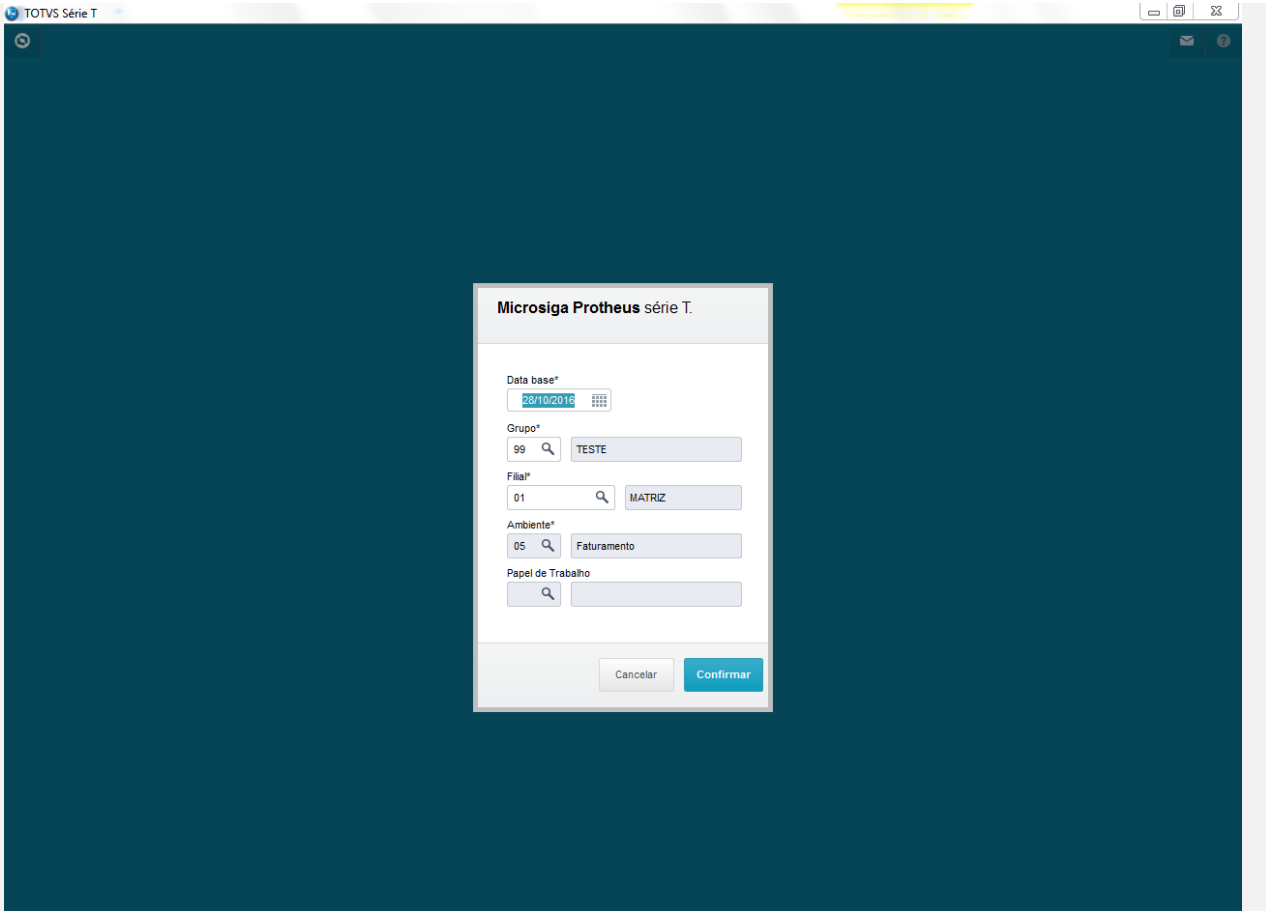 TOTVS Série T
Microsiga Protheus série T.
Data base*
28/10/2016
Grupo*
99 TESTE
Filial*
01 MATRIZ
Ambiente*
05 Faturamento
Papel de Trabalho
Cancelar Confirmar